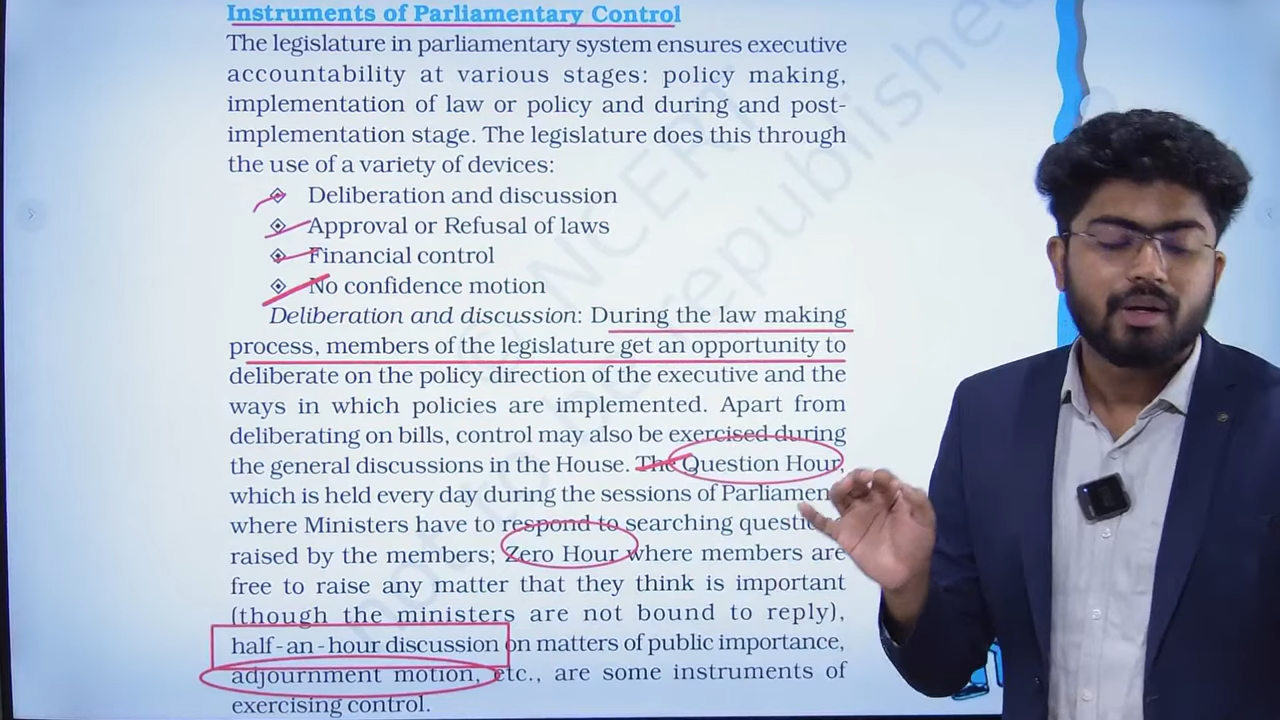 Instruments of Parliamentary Control
The legislature in parliamentary system ensures executive
accountability at various stages: policy making,
implementation of law or policy and during and post-
implementation stage. The legislature does this through
the use of a variety of devices:
Deliberation and discussion
Approval or Refusal of laws
Financial control
No confidence motion
Deliberation and discussion: During the law making
process, members of the legislature get an opportunity to
deliberate on the policy direction of the executive and the
ways in which policies are implemented. Apart from
deliberating on bills, control may also be exercised during
the general discussions in the House. The Question Hour,
which is held every day during the sessions of Parliamen
where Ministers have to respond to searching questi
raised by the members; Zero Hour where members are
free to raise any matter that they think is important
(though the ministers are not bound to reply),
half-an-hour discussion on matters of public importance,
adjournment motion, etc., are some instruments of
exercising control.
© NCERT
not to be republished